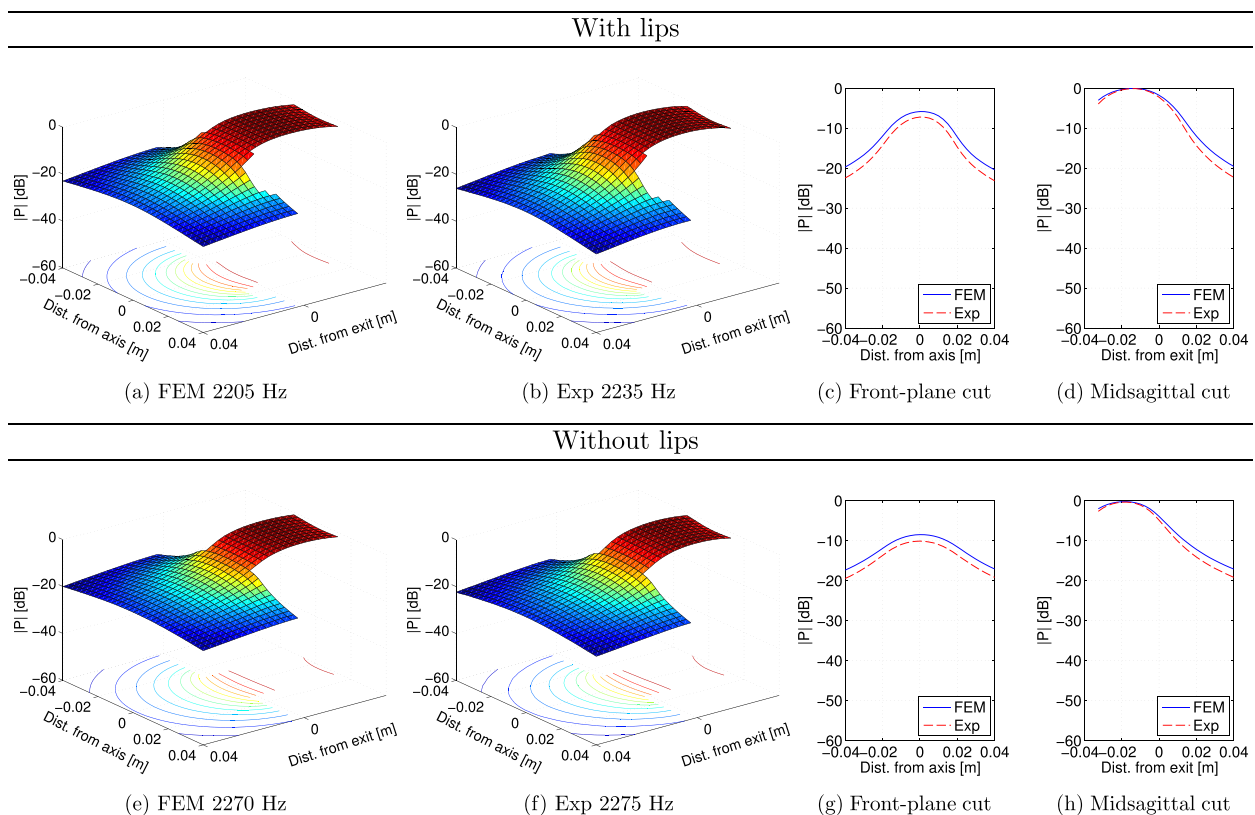 With lips
0
−20
−40
−60
|P| [dB]
−0.04
−0.02
0
0.02
0.04
Dist. from axis [m]
0.04
0
Dist. from exit [m]
(a) FEM 2205 Hz
0
−20
−40
−60
|P| [dB]
−0.04
−0.02
0
0.02
0.04
Dist. from axis [m]
0.04
0
Dist. from exit [m]
(b) Exp 2235 Hz
0
−10
−20
−30
−40
−50
−60
|P| [dB]
FEM
Exp
−0.04 −0.02 0 0.02 0.04
Dist. from axis [m]
(c) Front-plane cut
0
−10
−20
−30
−40
−50
−60
|P| [dB]
FEM
Exp
−0.04 −0.02 0 0.02 0.04
Dist. from exit [m]
(d) Midsagittal cut
Without lips
0
−20
−40
−60
|P| [dB]
−0.04
−0.02
0
0.02
0.04
Dist. from axis [m]
0.04
0
Dist. from exit [m]
(e) FEM 2270 Hz
0
−20
−40
−60
|P| [dB]
−0.04
−0.02
0
0.02
0.04
Dist. from axis [m]
0.04
0
Dist. from exit [m]
(f) Exp 2275 Hz
0
−10
−20
−30
−40
−50
−60
|P| [dB]
FEM
Exp
−0.04 −0.02 0 0.02 0.04
Dist. from axis [m]
(g) Front-plane cut
0
−10
−20
−30
−40
−50
−60
|P| [dB]
FEM
Exp
−0.04 −0.02 0 0.02 0.04
Dist. from exit [m]
(h) Midsagittal cut